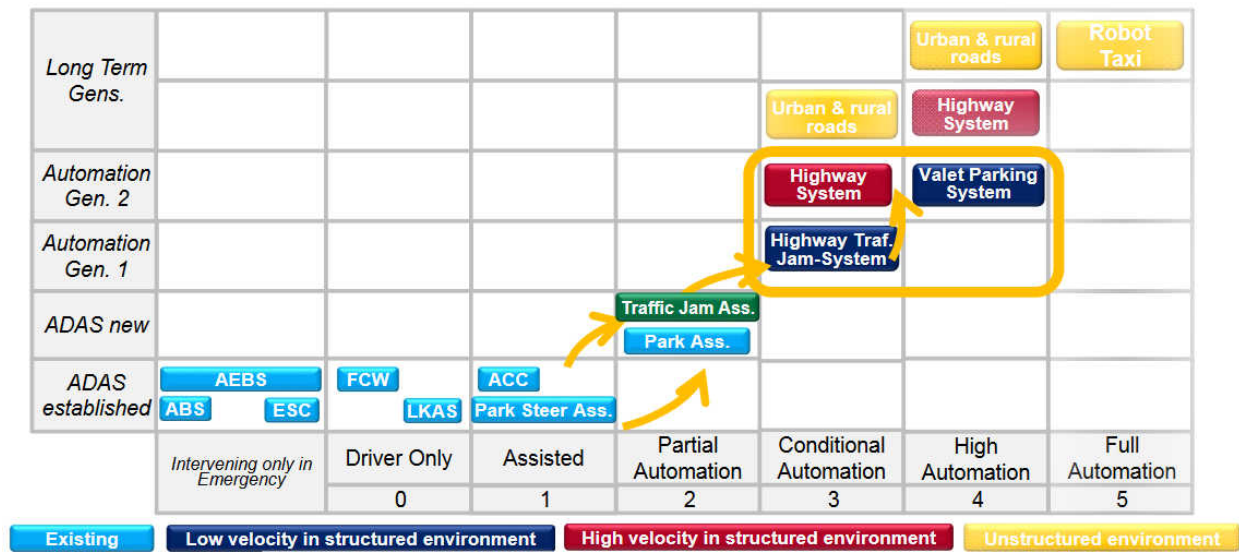 Long Term
Gens.
Urban & rural
roads
Robot
Taxi
Urban & rural
roads
Highway
System
Automation
Gen. 2
Highway
System
Valet Parking
System
Automation
Gen. 1
Highway Traf.
Jam-System
ADAS new
Traffic Jam Ass.
Park Ass.
ADAS
established
AEBS
ABS
ESC
FCW
LKAS
ACC
Park Steer Ass.
Intervening only in
Emergency
Driver Only
Assisted
Partial
Automation
Conditional
Automation
High
Automation
Full
Automation
0
1
2
3
4
5
Existing
Low velocity in structured environment
High velocity in structured environment
Unstructured environment